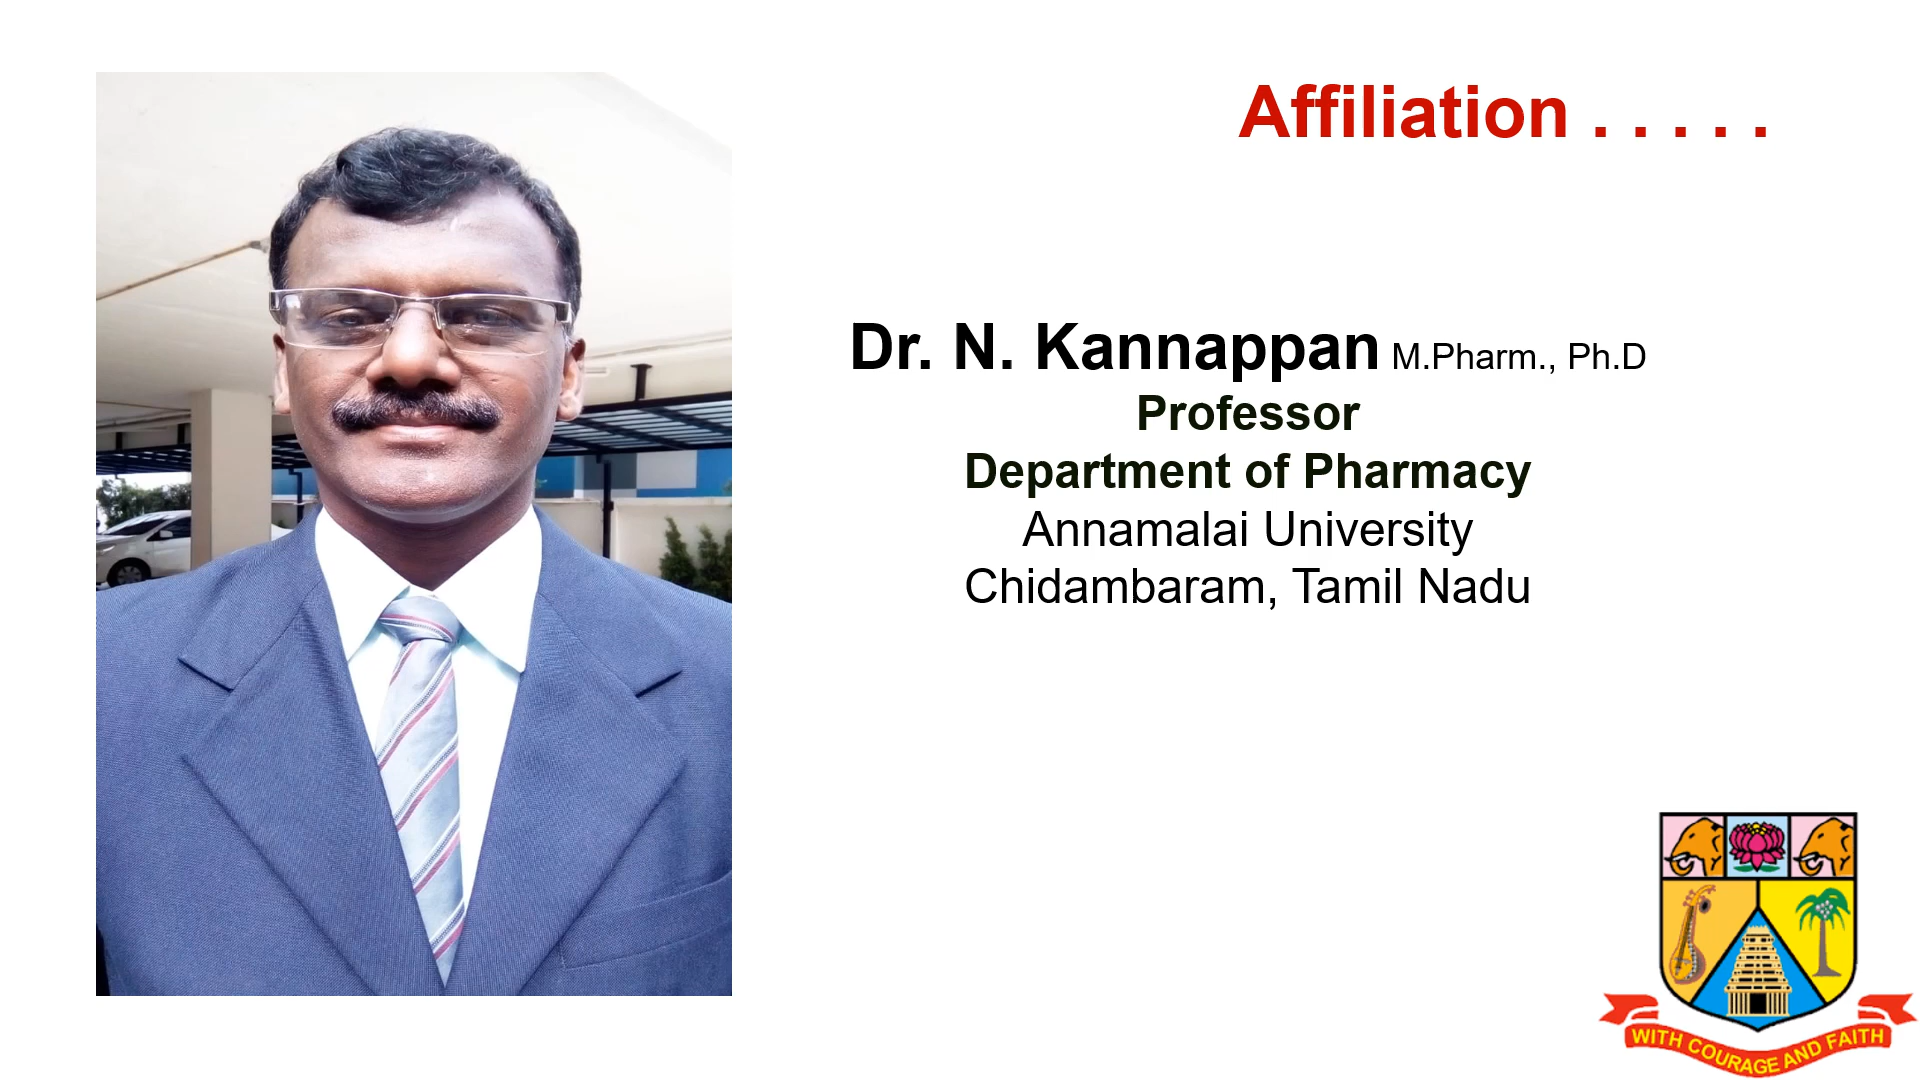 Affiliation . . . . .
Dr. N. Kannappan M.Pharm., Ph.D
Professor
Department of Pharmacy
Annamalai University
Chidambaram, Tamil Nadu
WITH COURAGE AND FAITH